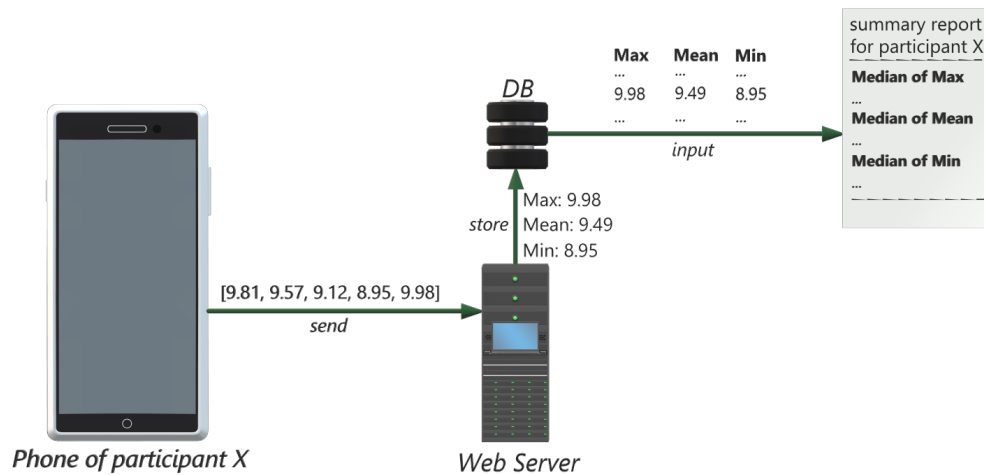 Phone of participant X
[9.81, 9.57, 9.12, 8.95, 9.98]
send
Web Server
store
Max: 9.98
Mean: 9.49
Min: 8.95
DB
Max Mean Min
... ... ...
9.98 9.49 8.95
... ... ...
input
summary report
for participant X
Median of Max
...
Median of Mean
...
Median of Min
...